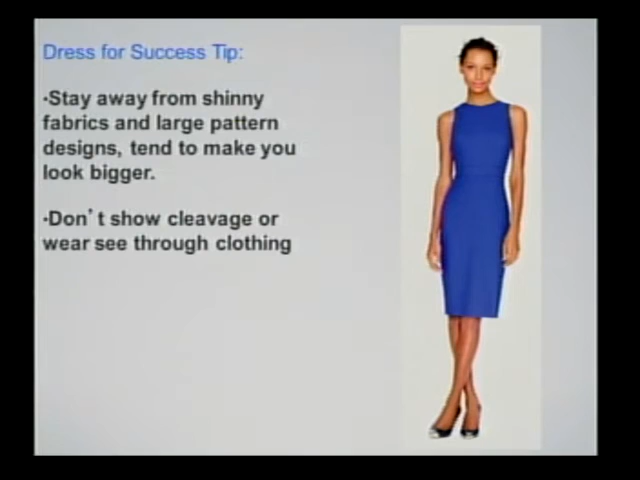 Dress for Success Tip:
•Stay away from shinny
fabrics and large pattern
designs, tend to make you
look bigger.
•Don’t show cleavage or
wear see through clothing